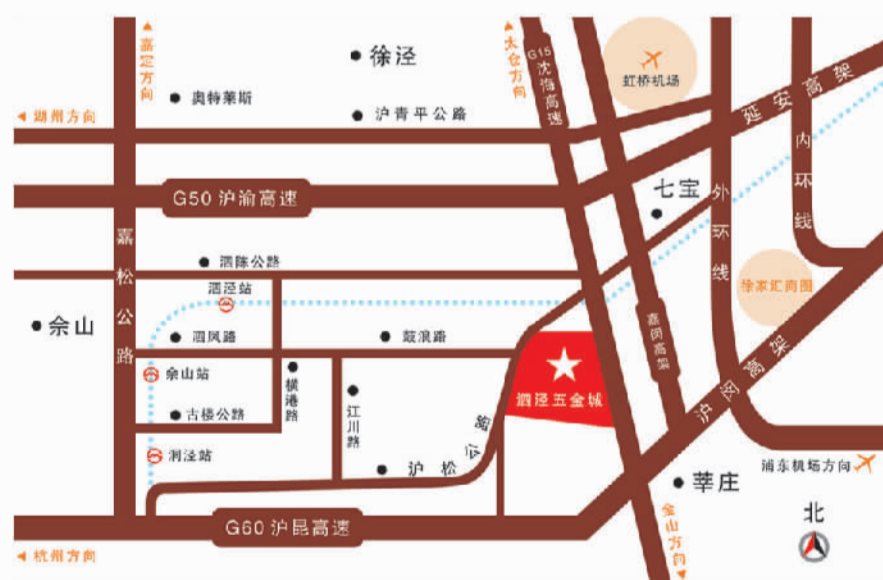 嘉定方向
徐泾
太仓方向
G15沈海高速
虹桥机场
延安高架
奥特莱斯
沪青平公路
湖州方向
内环线
G50 沪渝高速
七宝
外环线
嘉松公路
泗陈公路
泗泾站
徐家汇商圈
佘山
泗凤路
鼓浪路
嘉闵高架
佘山站
横港路
泗泾五金城
沪闵高架
古楼公路
江川路
洞泾站
沪松公路
浦东机场方向
莘庄
G60 沪昆高速
金山方向
北
杭州方向